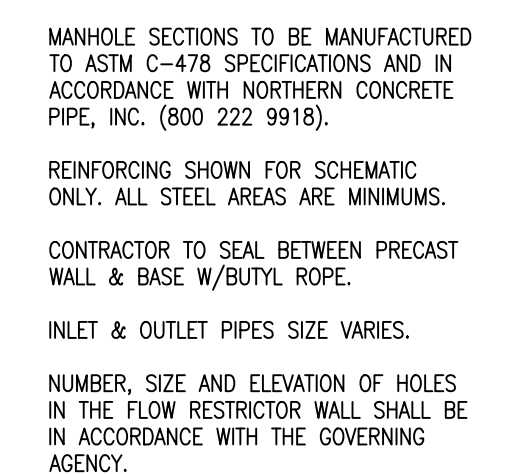 MANHOLE SECTIONS TO BE MANUFACTURED
TO ASTM C-478 SPECIFICATIONS AND IN
ACCORDANCE WITH NORTHERN CONCRETE
PIPE, INC. (800 222 9918).
REINFORCING SHOWN FOR SCHEMATIC
ONLY. ALL STEEL AREAS ARE MINIMUMS.
CONTRACTOR TO SEAL BETWEEN PRECAST
WALL & BASE W/BUTYL ROPE.
INLET & OUTLET PIPES SIZE VARIES.
NUMBER, SIZE AND ELEVATION OF HOLES
IN THE FLOW RESTRICTOR WALL SHALL BE
IN ACCORDANCE WITH THE GOVERNING
AGENCY.